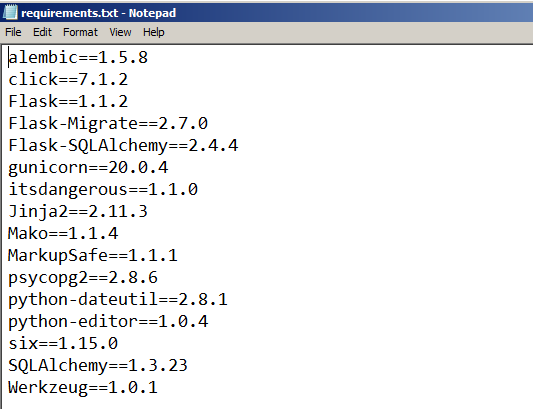 requirements.txt - Notepad
File Edit Format View Help
alembic==1.5.8
click==7.1.2
Flask==1.1.2
Flask-Migrate==2.7.0
Flask-SQLAlchemy==2.4.4
gunicorn==20.0.4
itsdangerous==1.1.0
Jinja2==2.11.3
Mako==1.1.4
MarkupSafe==1.1.1
psycopg2==2.8.6
python-dateutil==2.8.1
python-editor==1.0.4
six==1.15.0
SQLAlchemy==1.3.23
Werkzeug==1.0.1